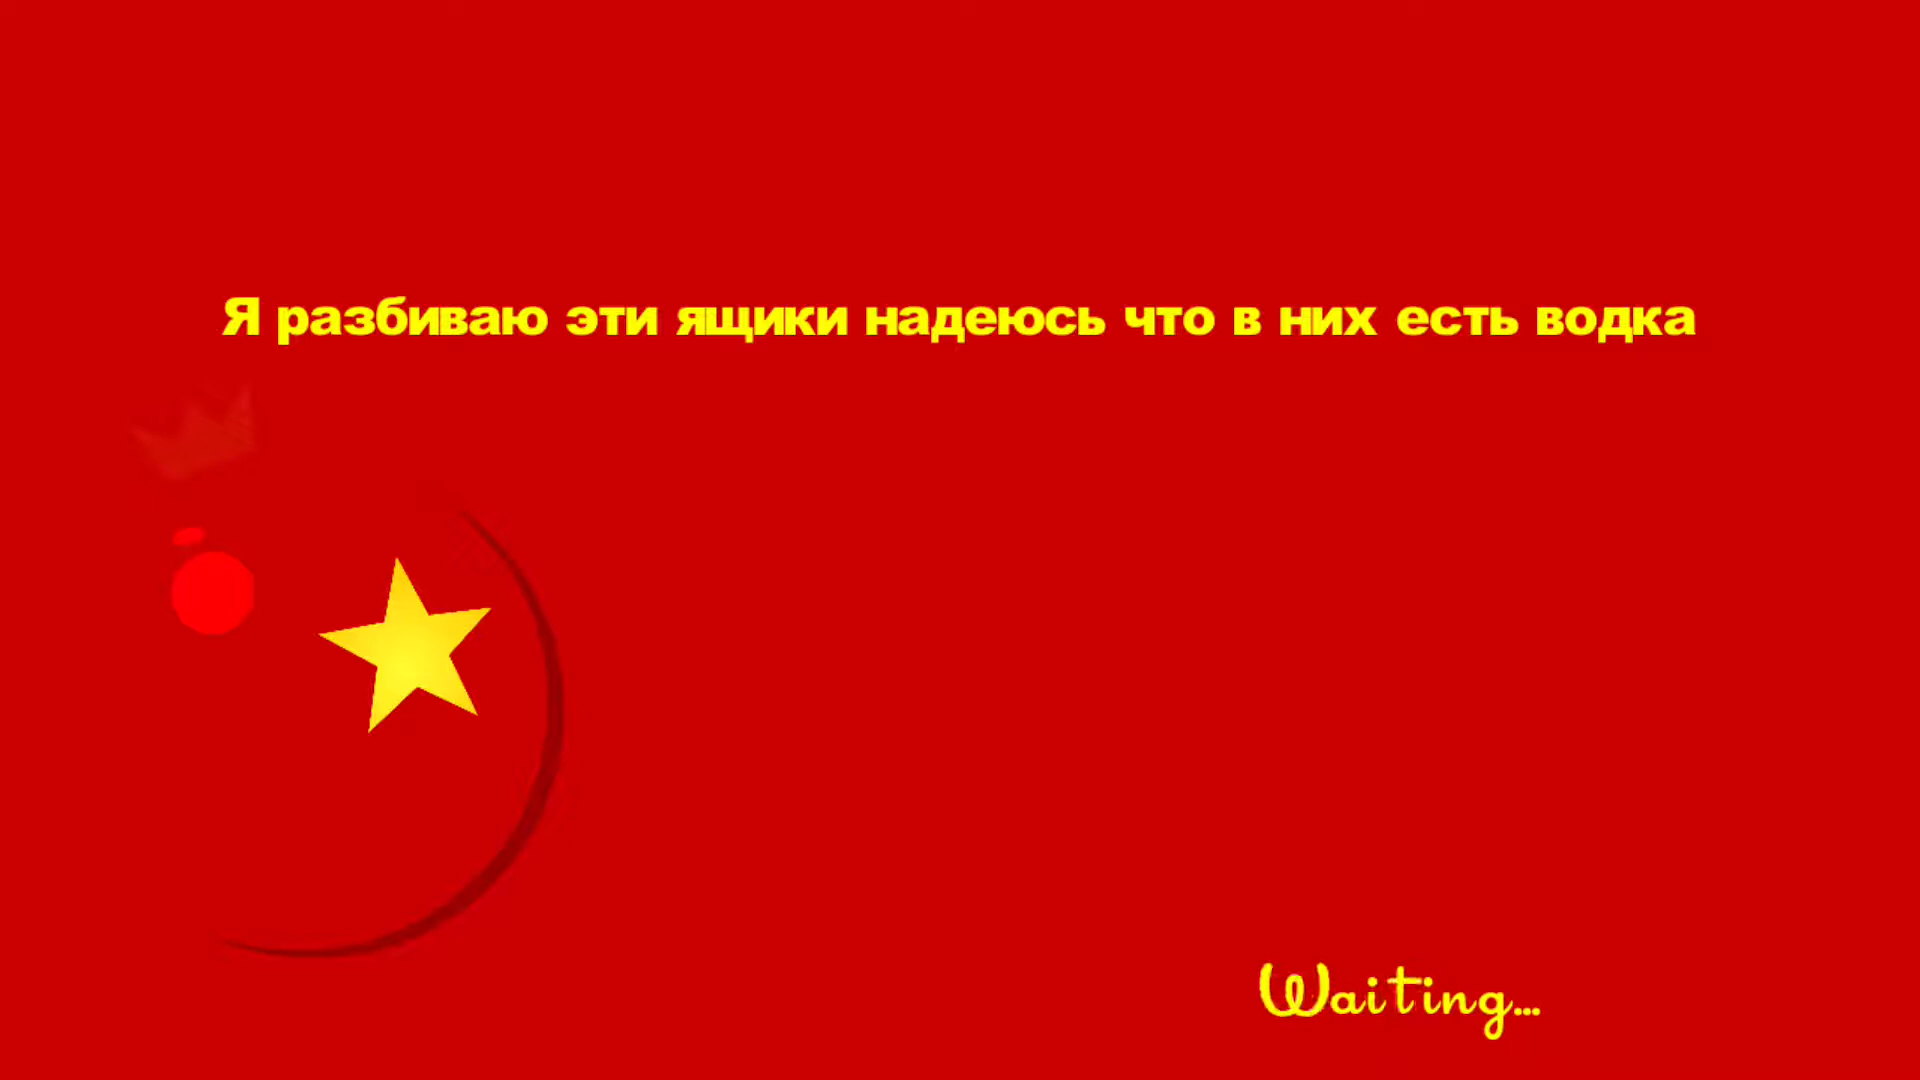 Я разбиваю эти ящики надеюсь что в них есть водка
Waiting...